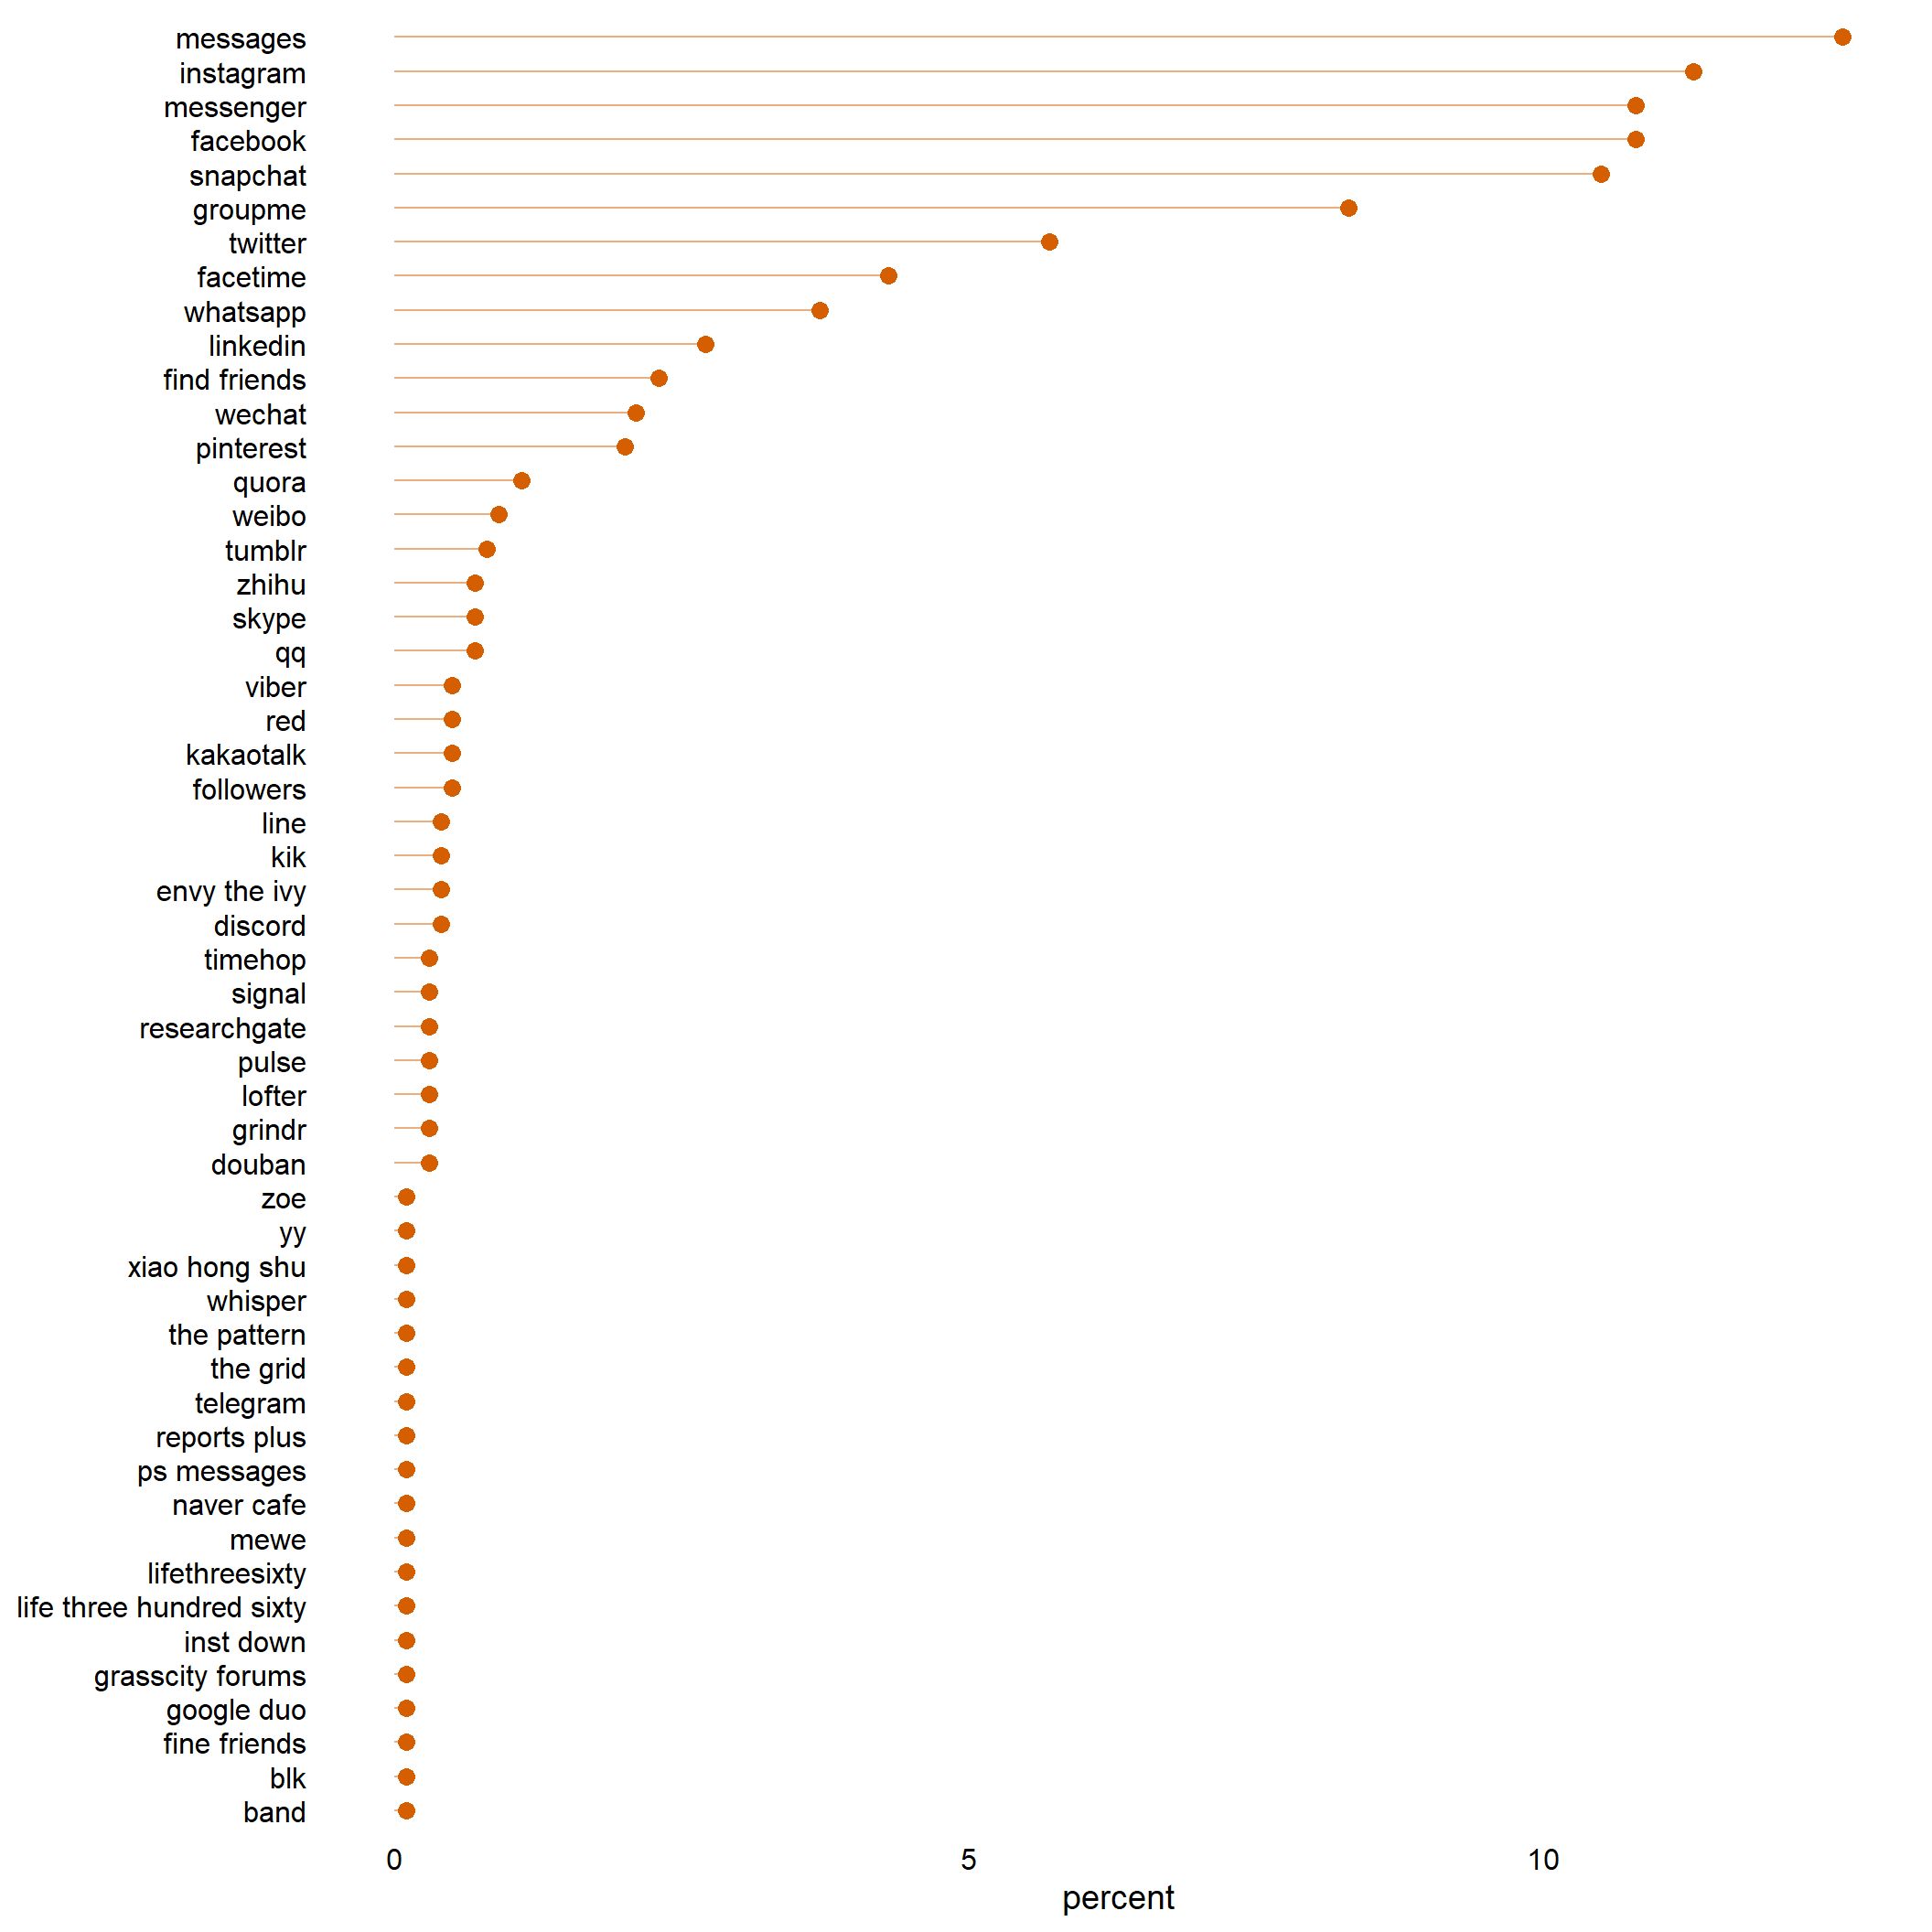 messages
instagram
messenger
facebook
snapchat
groupme
twitter
facetime
whatsapp
linkedin
find friends
wechat
pinterest
quora
weibo
tumblr
zhihu
skype
qq
viber
red
kakaotalk
followers
line
kik
envy the ivy
discord
timehop
signal
researchgate
pulse
lofter
grindr
douban
zoe
yy
xiao hong shu
whisper
the pattern
the grid
telegram
reports plus
ps messages
naver cafe
mewe
lifethreesixty
life three hundred sixty
inst down
grasscity forums
google duo
fine friends
blk
band
0 5 10
percent